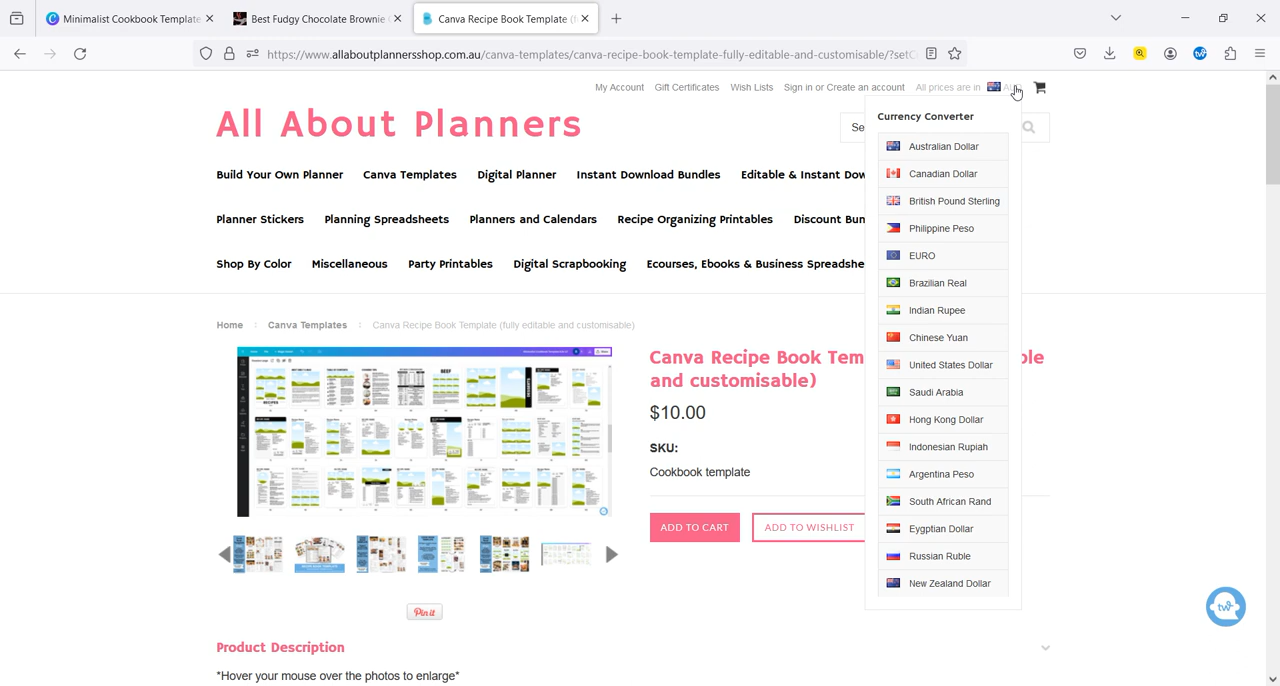 Minimalist Cookbook Template
Best Fudgy Chocolate Brownie
Canva Recipe Book Template (
https://www.allaboutplannersshop.com.au/canva-templates/canva-recipe-book-template-fully-editable-and-customisable/?setC
My Account Gift Certificates Wish Lists Sign in or Create an account All prices are in
All About Planners
Currency Converter
Australian Dollar
Canadian Dollar
British Pound Sterling
Philippine Peso
EURO
Brazilian Real
Indian Rupee
Chinese Yuan
United States Dollar
Saudi Arabia
Hong Kong Dollar
Indonesian Rupiah
Argentina Peso
South African Rand
Eygptian Dollar
Russian Ruble
New Zealand Dollar
Se
Build Your Own Planner Canva Templates Digital Planner Instant Download Bundles Editable & Instant Dow
Planner Stickers Planning Spreadsheets Planners and Calendars Recipe Organizing Printables Discount Bun
Shop By Color Miscellaneous Party Printables Digital Scrapbooking Ecourses, Ebooks & Business Spreadshe
Home : Canva Templates : Canva Recipe Book Template (fully editable and customisable)
Canva Recipe Book Tem able
and customisable)
$10.00
SKU:
Cookbook template
ADD TO CART ADD TO WISHLIST
Pin it
Product Description
*Hover your mouse over the photos to enlarge*